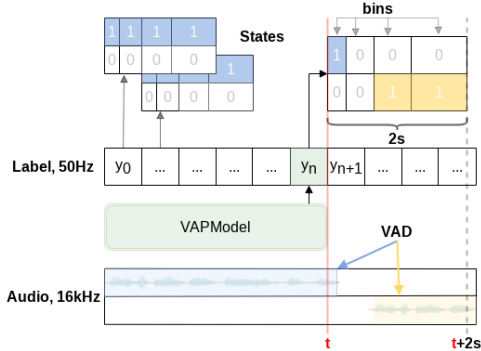 bins
States
1 1 1 1
0 0 0 0
1
0 0 0 0
1 0 0 0
0 0 1 1
2s
Label, 50Hz
y0 ... ... ... ... yn yn+1 ... ... ...
VAPModel
VAD
Audio, 16kHz
t
t+2s